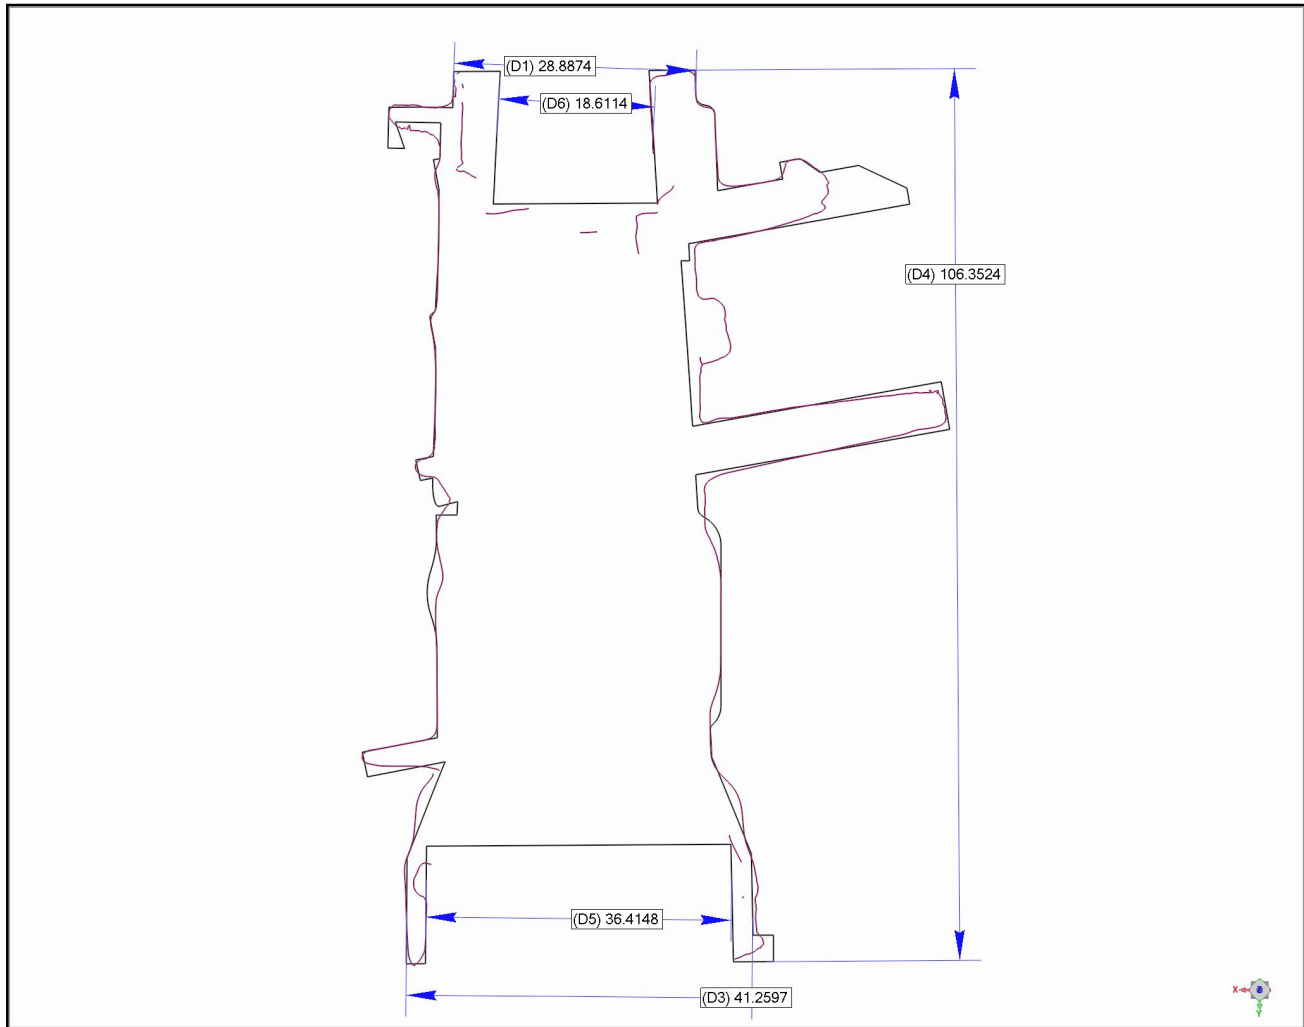 (D1) 28.8874
(D6) 18.6114
(D4) 106.3524
(D5) 36.4148
(D3) 41.2597
X
Y